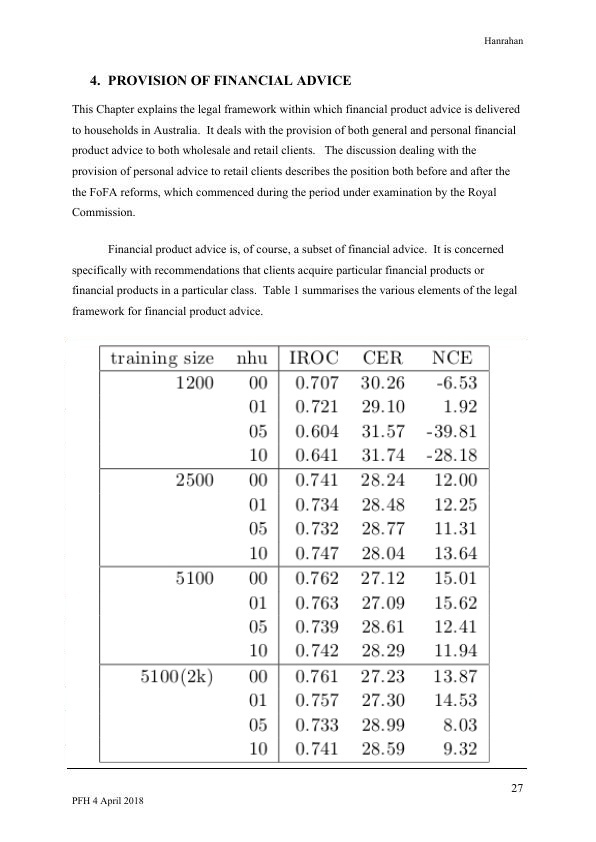 Hanrahan
4. PROVISION OF FINANCIAL ADVICE
This Chapter explains the legal framework within which financial product advice is delivered
to households in Australia. It deals with the provision of both general and personal financial
product advice to both wholesale and retail clients. The discussion dealing with the
provision of personal advice to retail clients describes the position both before and after the
the FoFA reforms, which commenced during the period under examination by the Royal
Commission.
Financial product advice is, of course, a subset of financial advice. It is concerned
specifically with recommendations that clients acquire particular financial products or
financial products in a particular class. Table 1 summarises the various elements of the legal
framework for financial product advice.
training size nhu IROC CER NCE
1200 00 0.707 30.26 -6.53
01 0.721 29.10 1.92
05 0.604 31.57 -39.81
10 0.641 31.74 -28.18
2500 00 0.741 28.24 12.00
01 0.734 28.48 12.25
05 0.732 28.77 11.31
10 0.747 28.04 13.64
5100 00 0.762 27.12 15.01
01 0.763 27.09 15.62
05 0.739 28.61 12.41
10 0.742 28.29 11.94
5100(2k) 00 0.761 27.23 13.87
01 0.757 27.30 14.53
05 0.733 28.99 8.03
10 0.741 28.59 9.32
27
PFH 4 April 2018